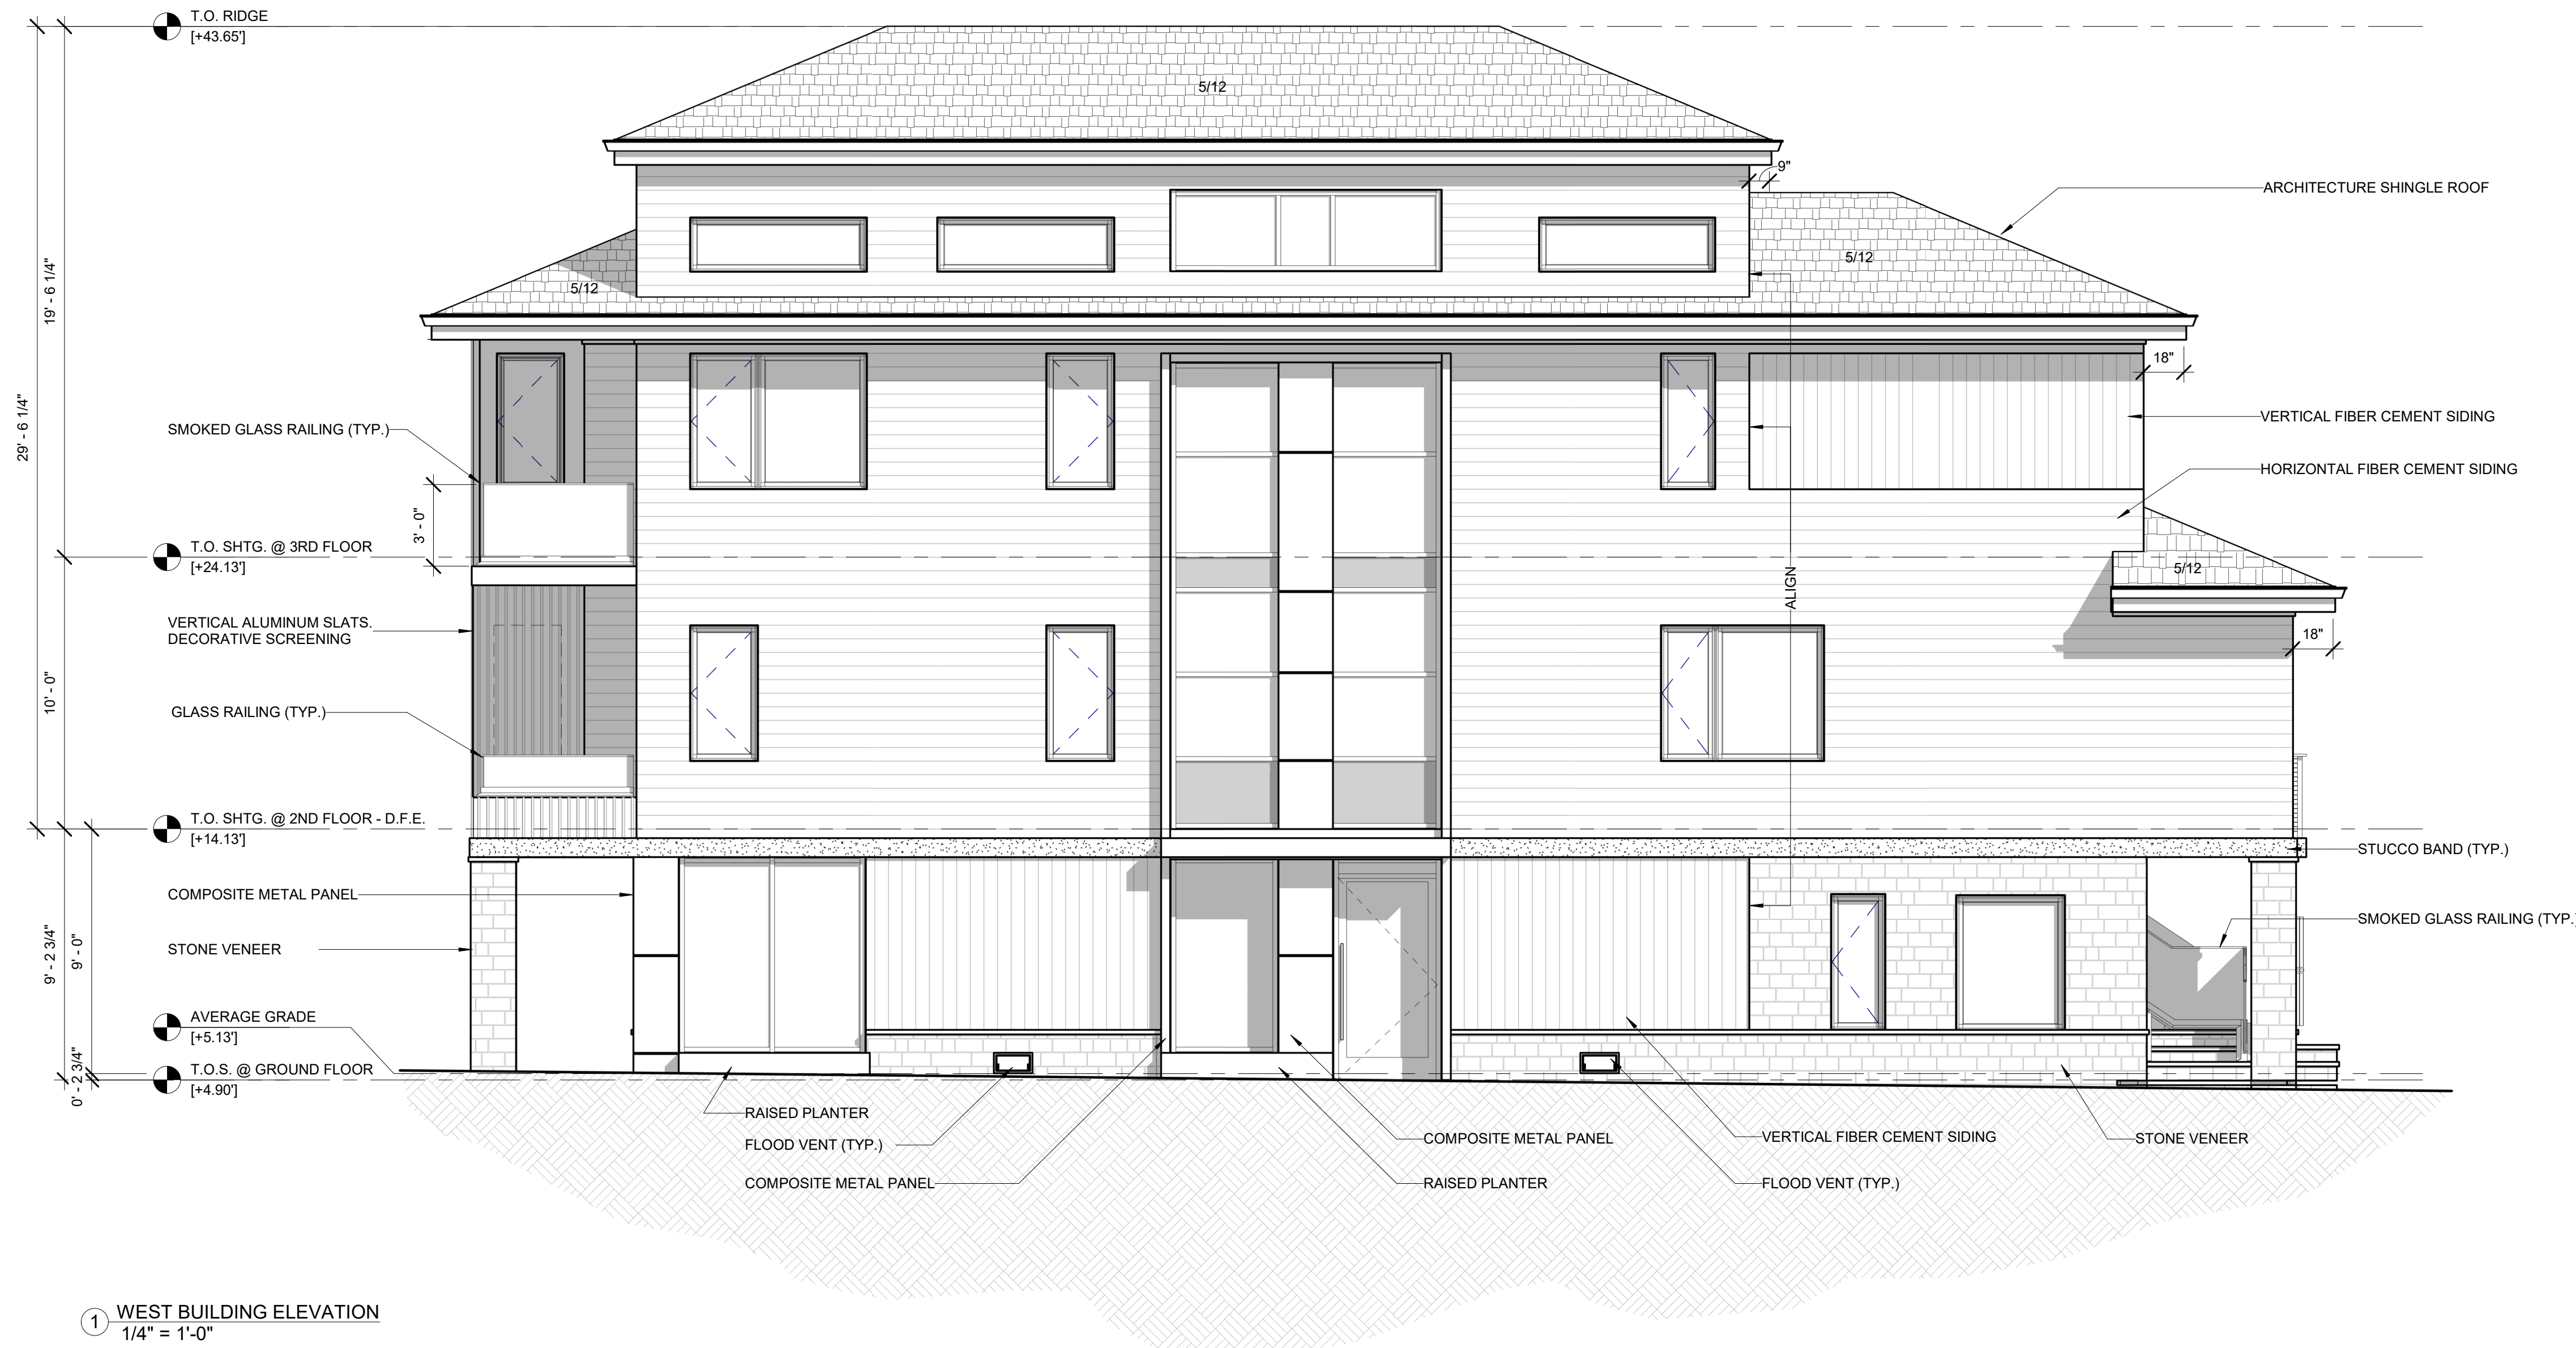 T.O. RIDGE
[+43.65']
5/12
9"
ARCHITECTURE SHINGLE ROOF
5/12
5/12
19' - 6 1/4"
29' - 6 1/4"
18"
VERTICAL FIBER CEMENT SIDING
SMOKED GLASS RAILING (TYP.)
HORIZONTAL FIBER CEMENT SIDING
3' - 0"
T.O. SHTG. @ 3RD FLOOR
[+24.13']
5/12
ALIGN
VERTICAL ALUMINUM SLATS.
DECORATIVE SCREENING
18"
10' - 0"
GLASS RAILING (TYP.)
T.O. SHTG. @ 2ND FLOOR - D.F.E.
[+14.13']
STUCCO BAND (TYP.)
COMPOSITE METAL PANEL
SMOKED GLASS RAILING (TYP.)
STONE VENEER
9' - 2 3/4"
9' - 0"
AVERAGE GRADE
[+5.13']
T.O.S. @ GROUND FLOOR
[+4.90']
0' - 2 3/4"
RAISED PLANTER
FLOOD VENT (TYP.)
COMPOSITE METAL PANEL
COMPOSITE METAL PANEL
RAISED PLANTER
VERTICAL FIBER CEMENT SIDING
FLOOD VENT (TYP.)
STONE VENEER
1 WEST BUILDING ELEVATION
1/4" = 1'-0"